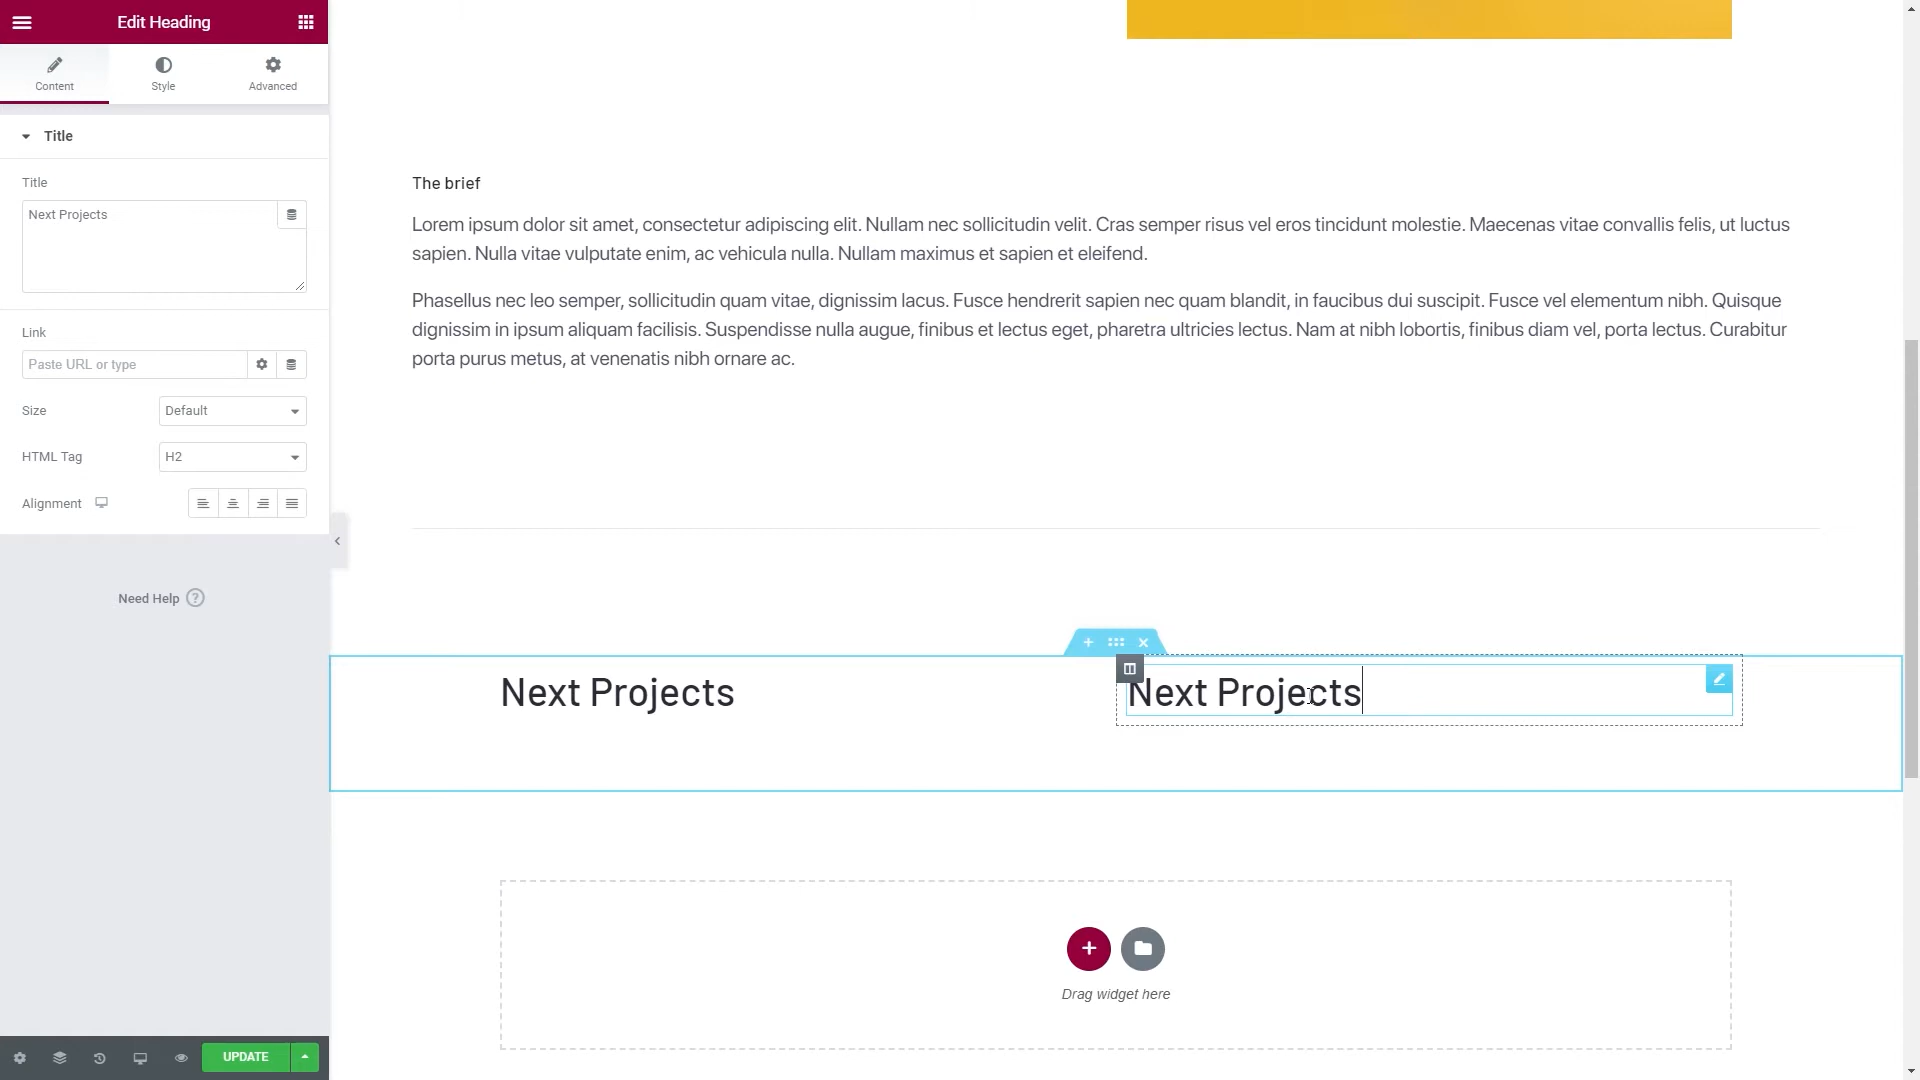 Edit Heading
Content
Style
Advanced
Title
Title
Next Projects
Link
Paste URL or type
Size
Default
HTML Tag
H2
Alignment
Need Help ?
UPDATE
The brief
Lorem ipsum dolor sit amet, consectetur adipiscing elit. Nullam nec sollicitudin velit. Cras semper risus vel eros tincidunt molestie. Maecenas vitae convallis felis, ut luctus
sapien. Nulla vitae vulputate enim, ac vehicula nulla. Nullam maximus et sapien et eleifend.
Phasellus nec leo semper, sollicitudin quam vitae, dignissim lacus. Fusce hendrerit sapien nec quam blandit, in faucibus dui suscipit. Fusce vel elementum nibh. Quisque
dignissim in ipsum aliquam facilisis. Suspendisse nulla augue, finibus et lectus eget, pharetra ultricies lectus. Nam at nibh lobortis, finibus diam vel, porta lectus. Curabitur
porta purus metus, at venenatis nibh ornare ac.
Next Projects
Next Projects
Drag widget here